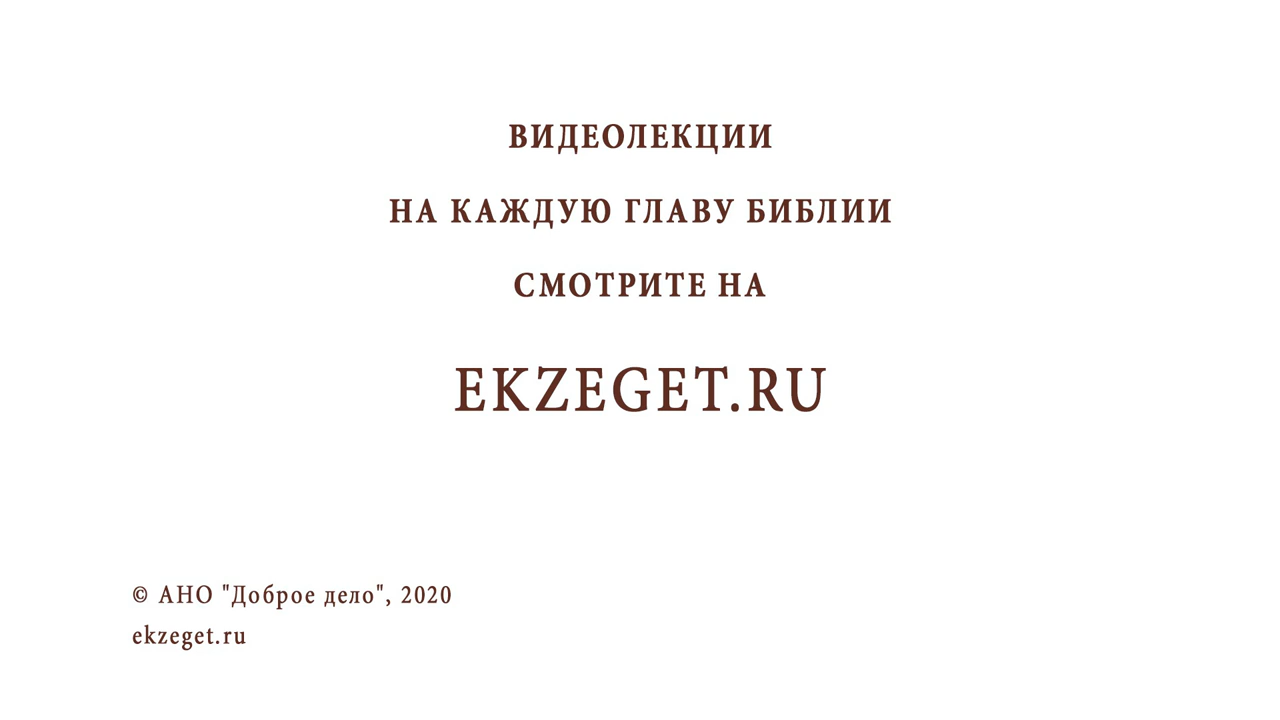 ВИДЕОЛЕКЦИИ
НА КАЖДУЮ ГЛАВУ БИБЛИИ
СМОТРИТЕ НА
EKZEGET.RU
© АНО "Доброе дело", 2020
ekzeget.ru